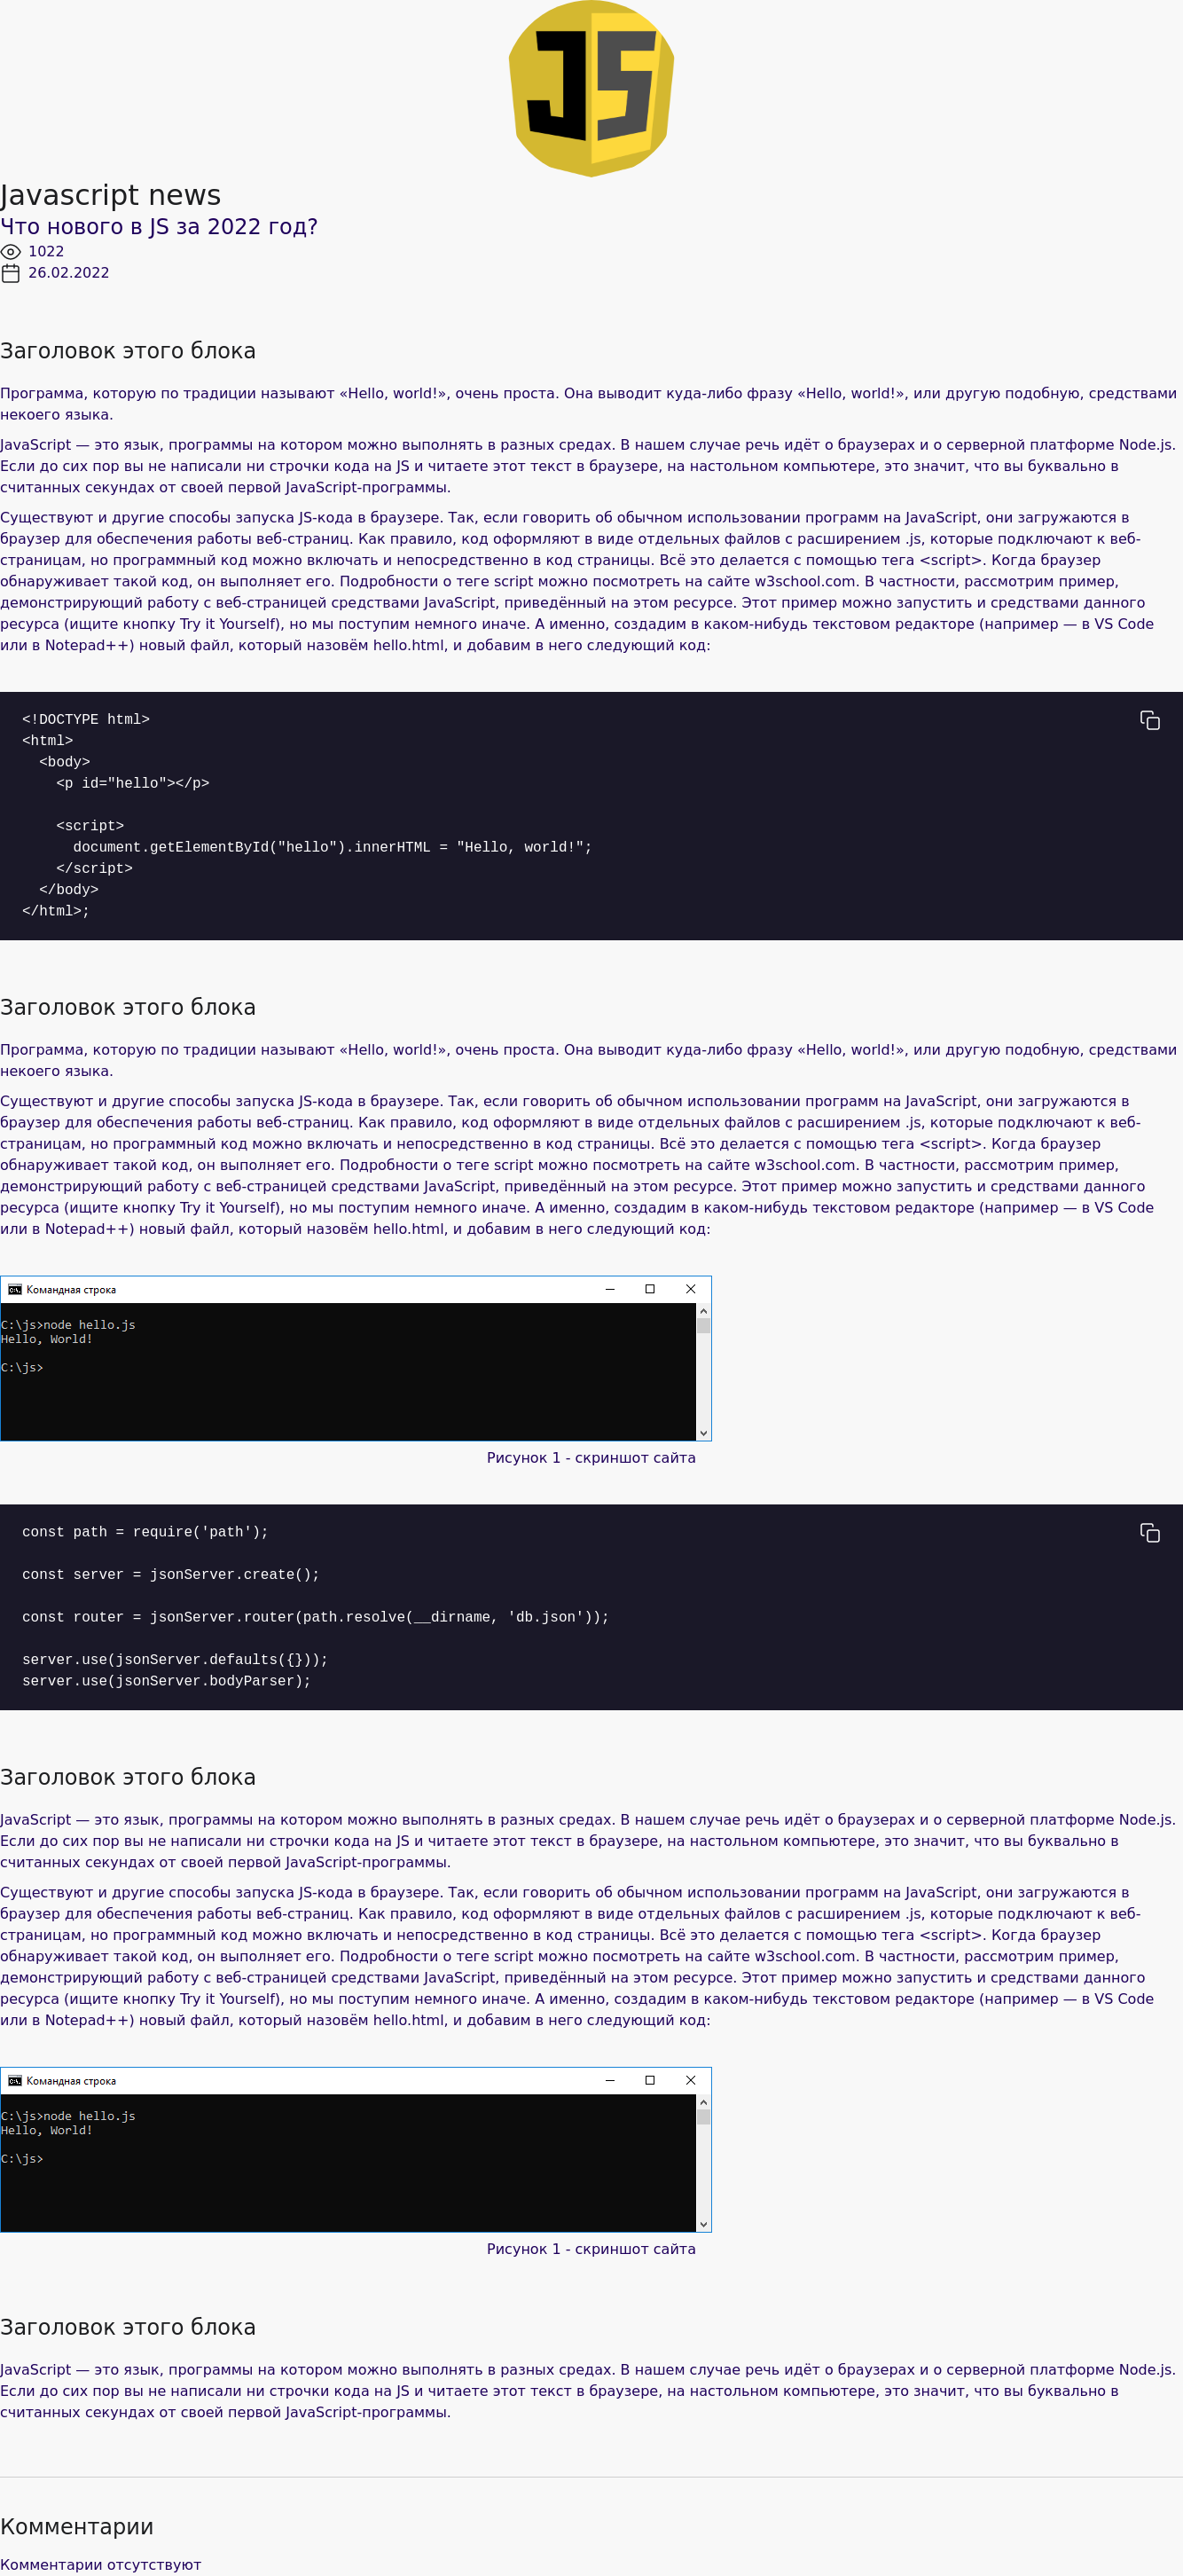 JS
Javascript news
Что нового в JS за 2022 год?
1022
26.02.2022
Заголовок этого блока
Программа, которую по традиции называют «Hello, world!», очень проста. Она выводит куда-либо фразу «Hello, world!», или другую подобную, средствами
некоего языка.
JavaScript — это язык, программы на котором можно выполнять в разных средах. В нашем случае речь идёт о браузерах и о серверной платформе Node.js.
Если до сих пор вы не написали ни строчки кода на JS и читаете этот текст в браузере, на настольном компьютере, это значит, что вы буквально в
считанных секундах от своей первой JavaScript-программы.
Существуют и другие способы запуска JS-кода в браузере. Так, если говорить об обычном использовании программ на JavaScript, они загружаются в
браузер для обеспечения работы веб-страниц. Как правило, код оформляют в виде отдельных файлов с расширением .js, которые подключают к веб-
страницам, но программный код можно включать и непосредственно в код страницы. Всё это делается с помощью тега <script>. Когда браузер
обнаруживает такой код, он выполняет его. Подробности о теге script можно посмотреть на сайте w3school.com. В частности, рассмотрим пример,
демонстрирующий работу с веб-страницей средствами JavaScript, приведённый на этом ресурсе. Этот пример можно запустить и средствами данного
ресурса (ищите кнопку Try it Yourself), но мы поступим немного иначе. А именно, создадим в каком-нибудь текстовом редакторе (например — в VS Code
или в Notepad++) новый файл, который назовём hello.html, и добавим в него следующий код:
<!DOCTYPE html>
<html>
  <body>
    <p id="hello"></p>
    <script>
      document.getElementById("hello").innerHTML = "Hello, world!";
    </script>
  </body>
</html>;
Заголовок этого блока
Программа, которую по традиции называют «Hello, world!», очень проста. Она выводит куда-либо фразу «Hello, world!», или другую подобную, средствами
некоего языка.
Существуют и другие способы запуска JS-кода в браузере. Так, если говорить об обычном использовании программ на JavaScript, они загружаются в
браузер для обеспечения работы веб-страниц. Как правило, код оформляют в виде отдельных файлов с расширением .js, которые подключают к веб-
страницам, но программный код можно включать и непосредственно в код страницы. Всё это делается с помощью тега <script>. Когда браузер
обнаруживает такой код, он выполняет его. Подробности о теге script можно посмотреть на сайте w3school.com. В частности, рассмотрим пример,
демонстрирующий работу с веб-страницей средствами JavaScript, приведённый на этом ресурсе. Этот пример можно запустить и средствами данного
ресурса (ищите кнопку Try it Yourself), но мы поступим немного иначе. А именно, создадим в каком-нибудь текстовом редакторе (например — в VS Code
или в Notepad++) новый файл, который назовём hello.html, и добавим в него следующий код:
Командная строка
C:\js>node hello.js
Hello, World!
C:\js>
Рисунок 1 - скриншот сайта
const path = require('path');
const server = jsonServer.create();
const router = jsonServer.router(path.resolve(__dirname, 'db.json'));
server.use(jsonServer.defaults({}));
server.use(jsonServer.bodyParser);
Заголовок этого блока
JavaScript — это язык, программы на котором можно выполнять в разных средах. В нашем случае речь идёт о браузерах и о серверной платформе Node.js.
Если до сих пор вы не написали ни строчки кода на JS и читаете этот текст в браузере, на настольном компьютере, это значит, что вы буквально в
считанных секундах от своей первой JavaScript-программы.
Существуют и другие способы запуска JS-кода в браузере. Так, если говорить об обычном использовании программ на JavaScript, они загружаются в
браузер для обеспечения работы веб-страниц. Как правило, код оформляют в виде отдельных файлов с расширением .js, которые подключают к веб-
страницам, но программный код можно включать и непосредственно в код страницы. Всё это делается с помощью тега <script>. Когда браузер
обнаруживает такой код, он выполняет его. Подробности о теге script можно посмотреть на сайте w3school.com. В частности, рассмотрим пример,
демонстрирующий работу с веб-страницей средствами JavaScript, приведённый на этом ресурсе. Этот пример можно запустить и средствами данного
ресурса (ищите кнопку Try it Yourself), но мы поступим немного иначе. А именно, создадим в каком-нибудь текстовом редакторе (например — в VS Code
или в Notepad++) новый файл, который назовём hello.html, и добавим в него следующий код:
Командная строка
C:\js>node hello.js
Hello, World!
C:\js>
Рисунок 1 - скриншот сайта
Заголовок этого блока
JavaScript — это язык, программы на котором можно выполнять в разных средах. В нашем случае речь идёт о браузерах и о серверной платформе Node.js.
Если до сих пор вы не написали ни строчки кода на JS и читаете этот текст в браузере, на настольном компьютере, это значит, что вы буквально в
считанных секундах от своей первой JavaScript-программы.
Комментарии
Комментарии отсутствуют